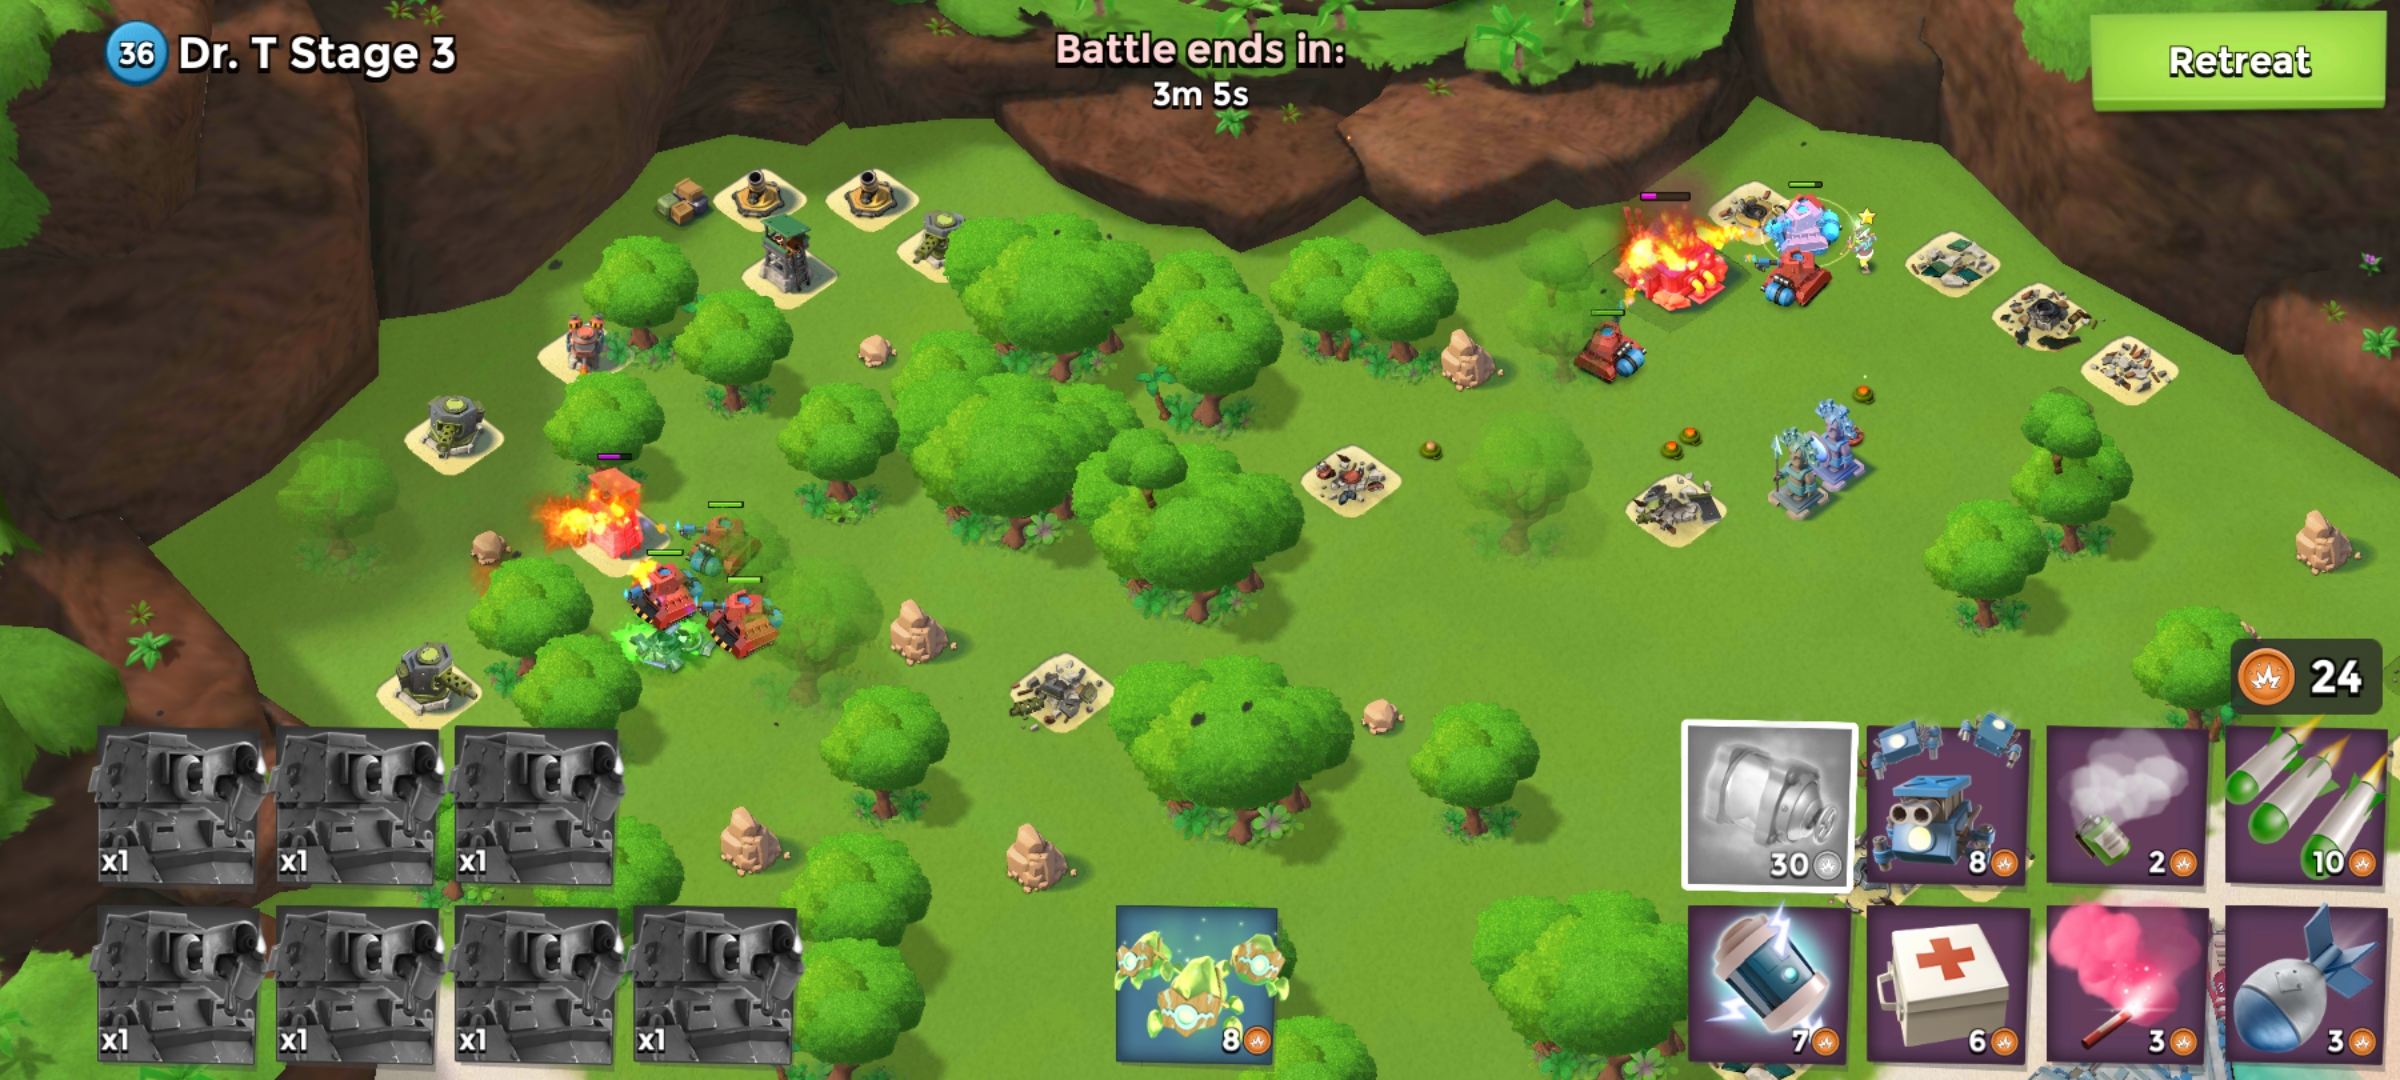 36 Dr. T Stage 3
Battle ends in:
3m 5s
Retreat
24
x1 x1 x1
30 8 2 10
x1 x1 x1 x1
8
7 6 3 3